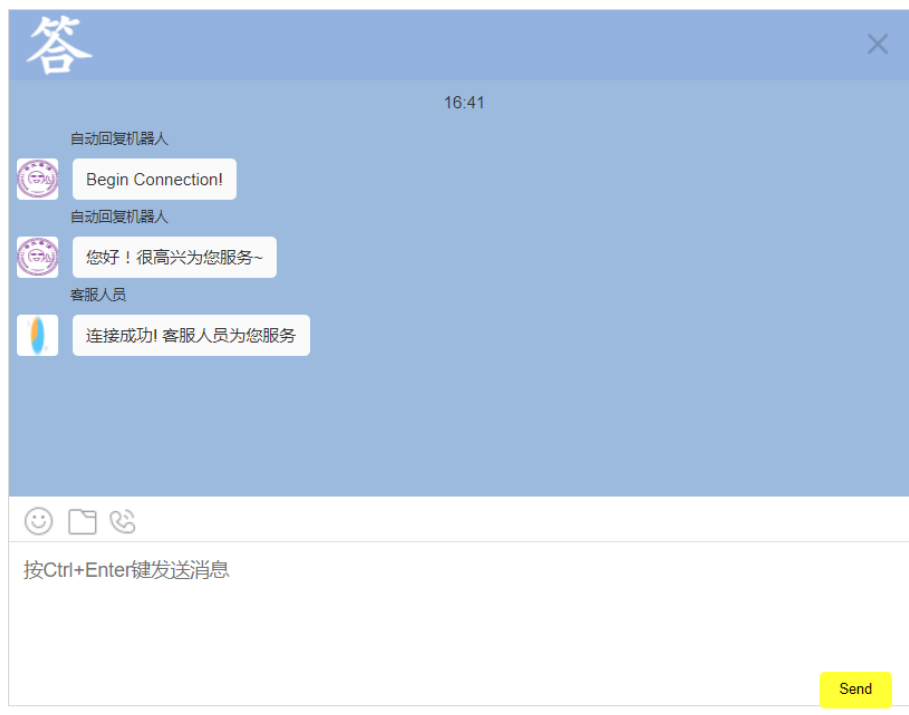 答
16:41
自动回复机器人
Begin Connection!
自动回复机器人
您好！很高兴为您服务~
客服人员
连接成功! 客服人员为您服务
按Ctrl+Enter键发送消息
Send